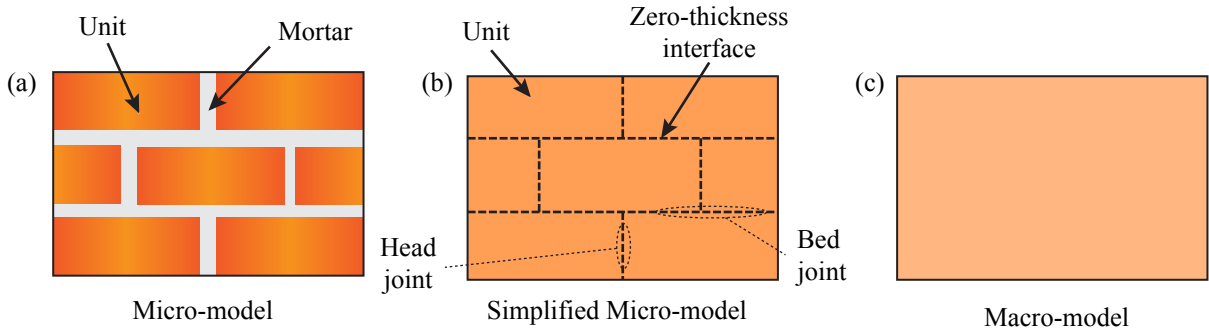 (a)
Unit
Mortar
Micro-model
(b)
Unit
Zero-thickness
interface
Head
joint
Bed
joint
Simplified Micro-model
(c)
Macro-model